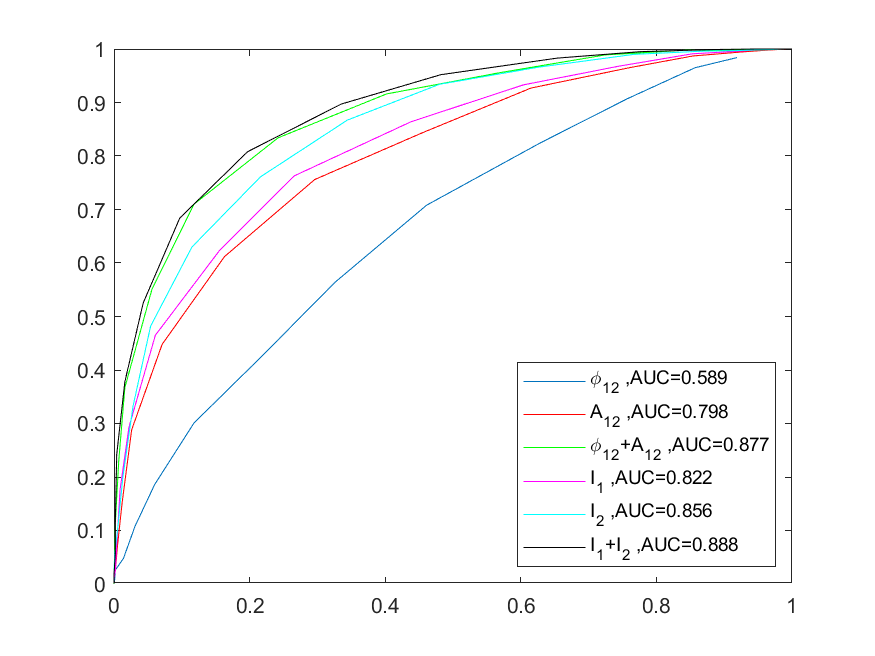 1
0.9
0.8
0.7
0.6
0.5
0.4
0.3
0.2
0.1
0
0 0.2 0.4 0.6 0.8 1
ϕ12 ,AUC=0.589
A12 ,AUC=0.798
ϕ12+A12 ,AUC=0.877
I1 ,AUC=0.822
I2 ,AUC=0.856
I1+I2 ,AUC=0.888